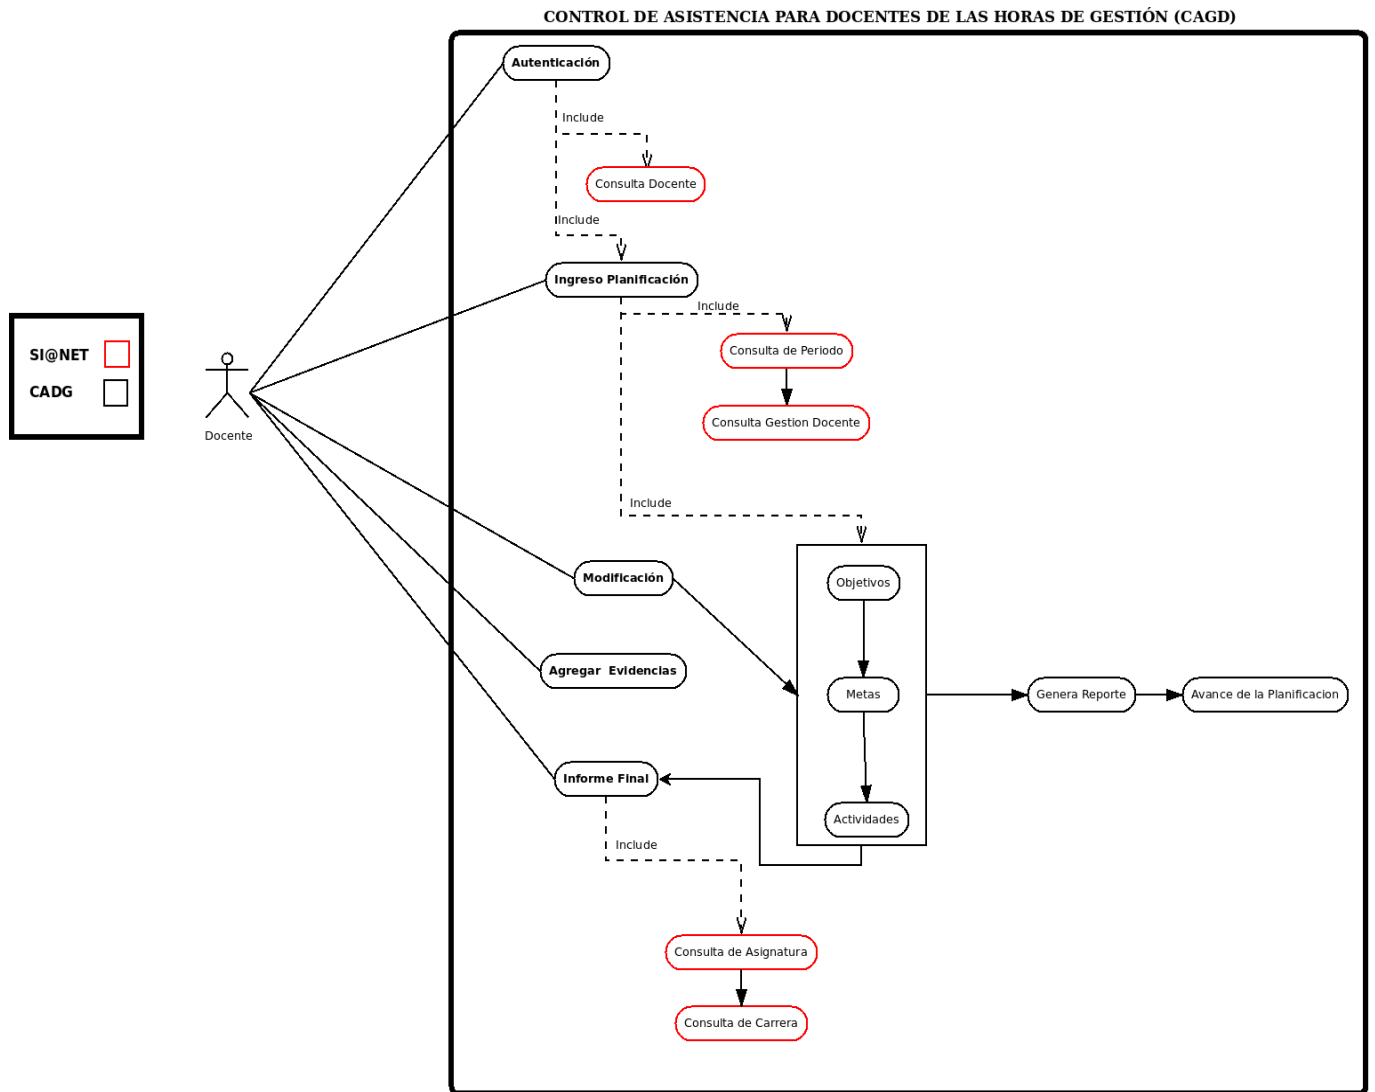 CONTROL DE ASISTENCIA PARA DOCENTES DE LAS HORAS DE GESTIÓN (CAGD)
Autenticación
Include
Consulta Docente
Include
Ingreso Planificación
Include
SI@NET
Consulta de Periodo
CADG
Consulta Gestion Docente
Docente
Include
Modificación
Objetivos
Agregar  Evidencias
Metas
Genera Reporte
Avance de la Planificacion
Informe Final
Actividades
Include
Consulta de Asignatura
Consulta de Carrera